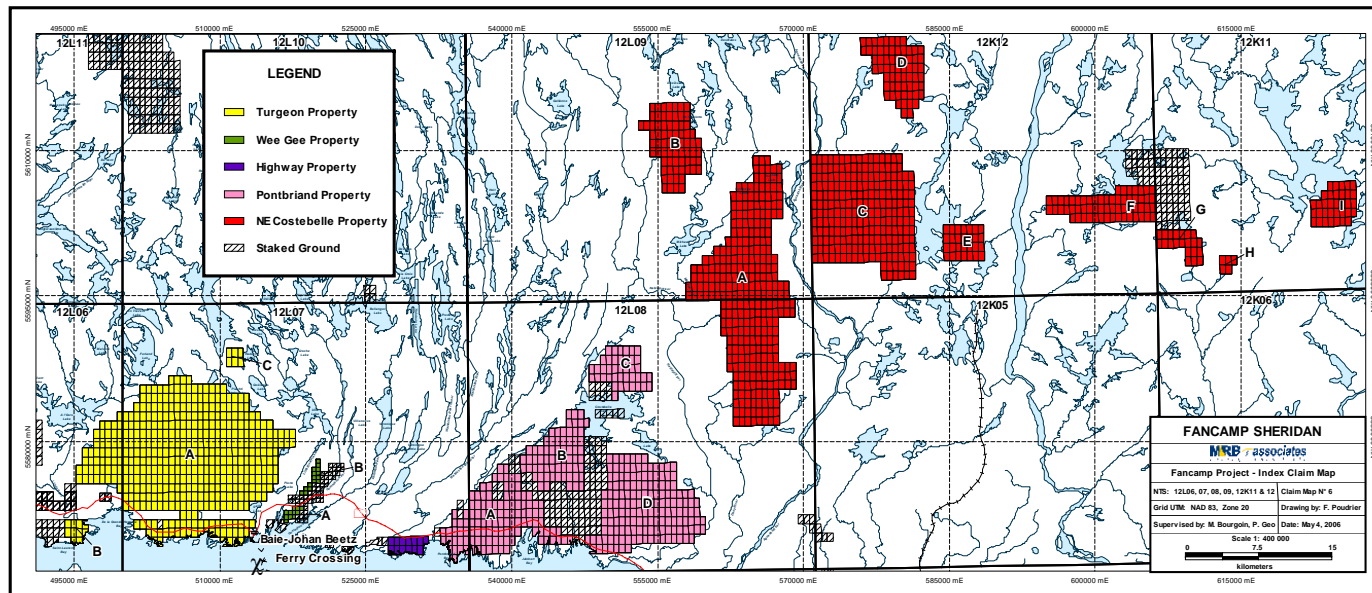 495000 mE
510000 mE
525000 mE
540000 mE
555000 mE
570000 mE
585000 mE
600000 mE
615000 mE
12L11
12L10
12L09
12K12
12K11
LEGEND
Turgeon Property
Wee Gee Property
Highway Property
Pontbriand Property
NE Costebelle Property
Staked Ground
D
B
C
A
E
F
G
H
I
5610000 mN
5610000 mN
5595000 mN
5595000 mN
12L06
12L07
12L08
12K05
12K06
C
A
B
A
B
C
B
A
D
5580000 mN
5580000 mN
Baie-Johan Beetz
Ferry Crossing
FANCAMP SHERIDAN
MRB associates
Fancamp Project - Index Claim Map
NTS: 12L06, 07, 08, 09, 12K11 & 12
Claim Map N° 6
Grid UTM: NAD 83, Zone 20
Drawing by: F. Poudrier
Supervised by: M. Bourgoin, P. Geo
Date: May 4, 2006
Scale 1: 400 000
0 7.5 15
kilometers
495000 mE
510000 mE
525000 mE
540000 mE
555000 mE
570000 mE
585000 mE
600000 mE
615000 mE